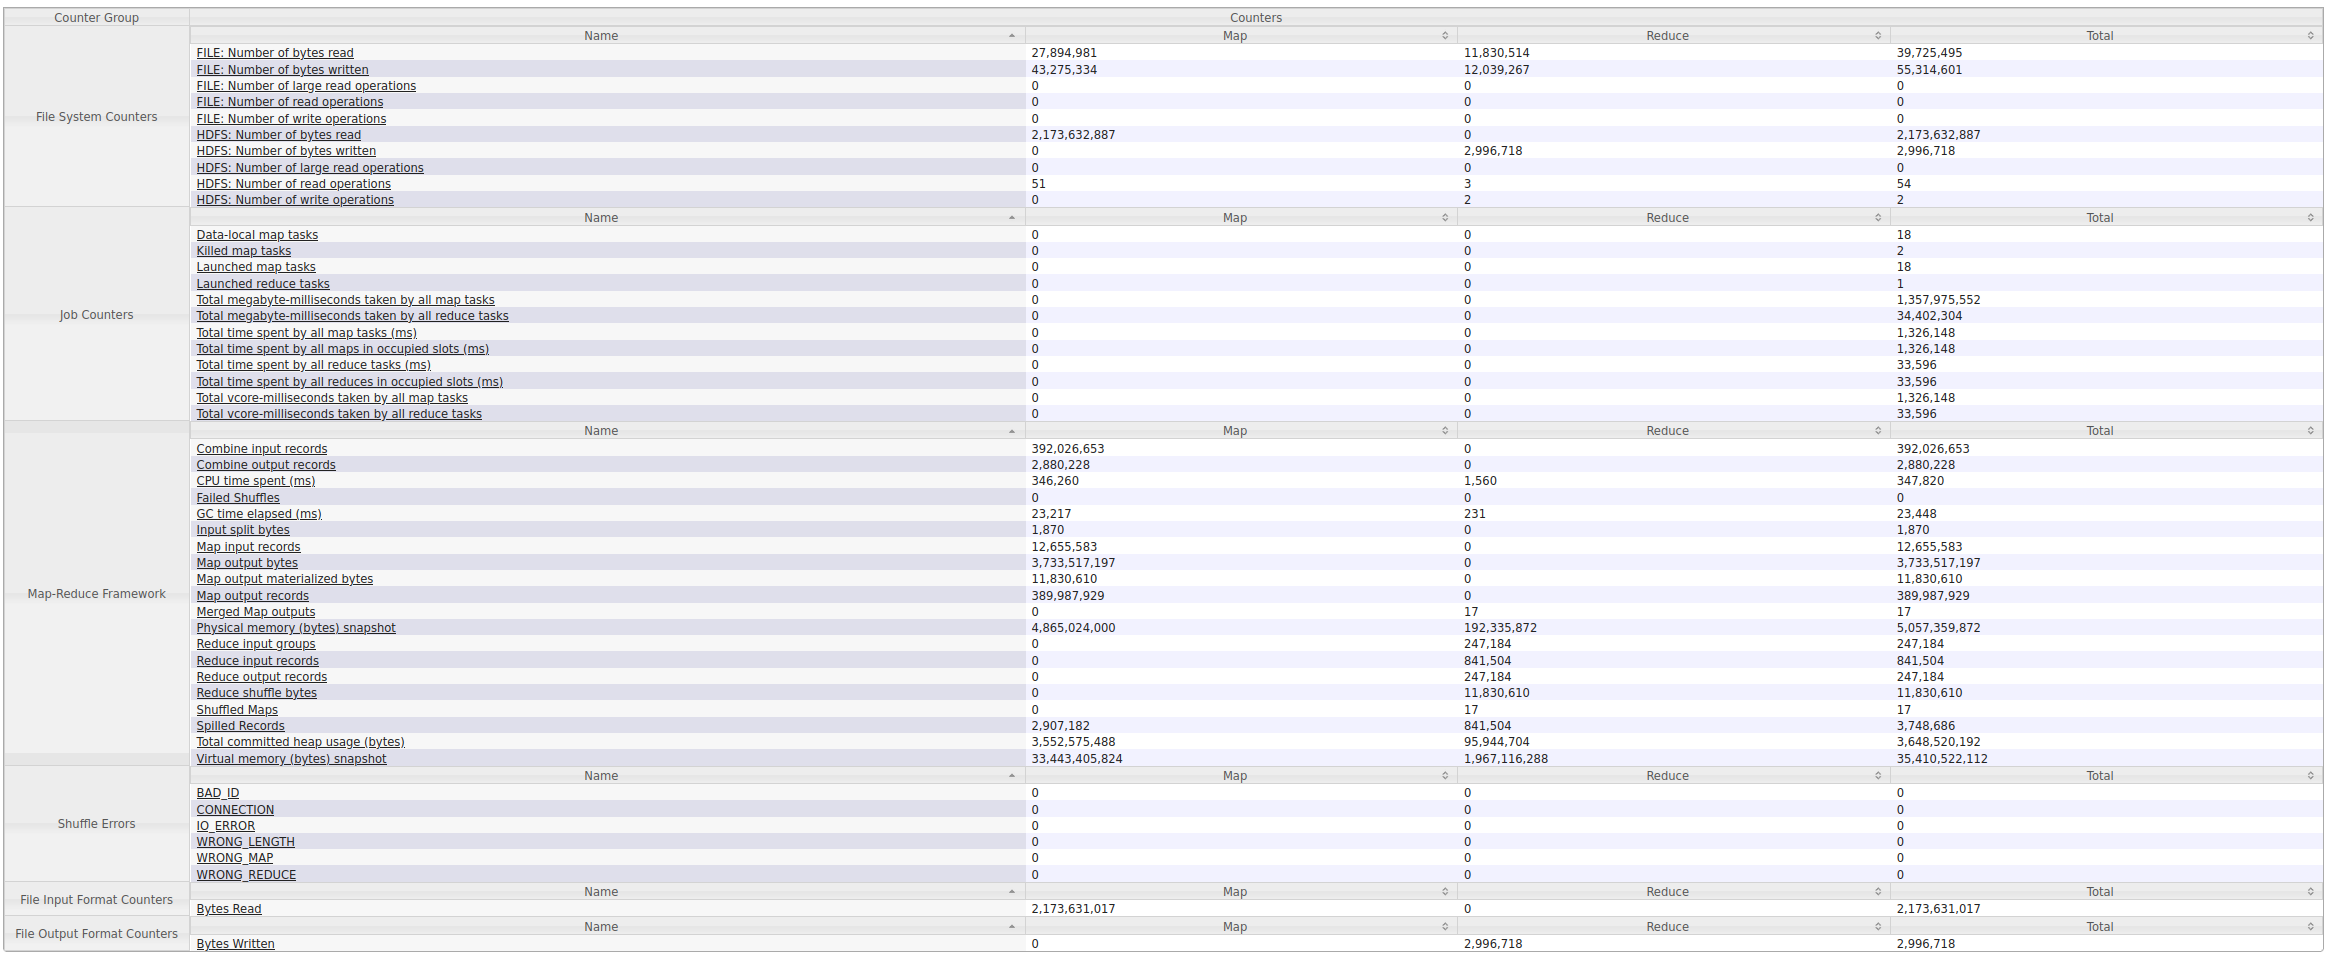 Counter Group Counters
Name Map Reduce Total
FILE: Number of bytes read 27,894,981 11,830,514 39,725,495
FILE: Number of bytes written 43,275,334 12,039,267 55,314,601
FILE: Number of large read operations 0 0 0
FILE: Number of read operations 0 0 0
File System Counters
FILE: Number of write operations 0 0 0
HDFS: Number of bytes read 2,173,632,887 0 2,173,632,887
HDFS: Number of bytes written 0 2,996,718 2,996,718
HDFS: Number of large read operations 0 0 0
HDFS: Number of read operations 51 3 54
HDFS: Number of write operations 0 2 2
Name Map Reduce Total
Data-local map tasks 0 0 18
Killed map tasks 0 0 2
Launched map tasks 0 0 18
Launched reduce tasks 0 0 1
Total megabyte-milliseconds taken by all map tasks 0 0 1,357,975,552
Job Counters
Total megabyte-milliseconds taken by all reduce tasks 0 0 34,402,304
Total time spent by all map tasks (ms) 0 0 1,326,148
Total time spent by all maps in occupied slots (ms) 0 0 1,326,148
Total time spent by all reduce tasks (ms) 0 0 33,596
Total time spent by all reduces in occupied slots (ms) 0 0 33,596
Total vcore-milliseconds taken by all map tasks 0 0 1,326,148
Total vcore-milliseconds taken by all reduce tasks 0 0 33,596
Name Map Reduce Total
Combine input records 392,026,653 0 392,026,653
Combine output records 2,880,228 0 2,880,228
CPU time spent (ms) 346,260 1,560 347,820
Failed Shuffles 0 0 0
GC time elapsed (ms) 23,217 231 23,448
Input split bytes 1,870 0 1,870
Map input records 12,655,583 0 12,655,583
Map output bytes 3,733,517,197 0 3,733,517,197
Map output materialized bytes 11,830,610 0 11,830,610
Map-Reduce Framework
Map output records 389,987,929 0 389,987,929
Merged Map outputs 0 17 17
Physical memory (bytes) snapshot 4,865,024,000 192,335,872 5,057,359,872
Reduce input groups 0 247,184 247,184
Reduce input records 0 841,504 841,504
Reduce output records 0 247,184 247,184
Reduce shuffle bytes 0 11,830,610 11,830,610
Shuffled Maps 0 17 17
Spilled Records 2,907,182 841,504 3,748,686
Total committed heap usage (bytes) 3,552,575,488 95,944,704 3,648,520,192
Virtual memory (bytes) snapshot 33,443,405,824 1,967,116,288 35,410,522,112
Name Map Reduce Total
BAD_ID 0 0 0
CONNECTION 0 0 0
Shuffle Errors
IO_ERROR 0 0 0
WRONG_LENGTH 0 0 0
WRONG_MAP 0 0 0
WRONG_REDUCE 0 0 0
Name Map Reduce Total
File Input Format Counters
Bytes Read 2,173,631,017 0 2,173,631,017
Name Map Reduce Total
File Output Format Counters
Bytes Written 0 2,996,718 2,996,718